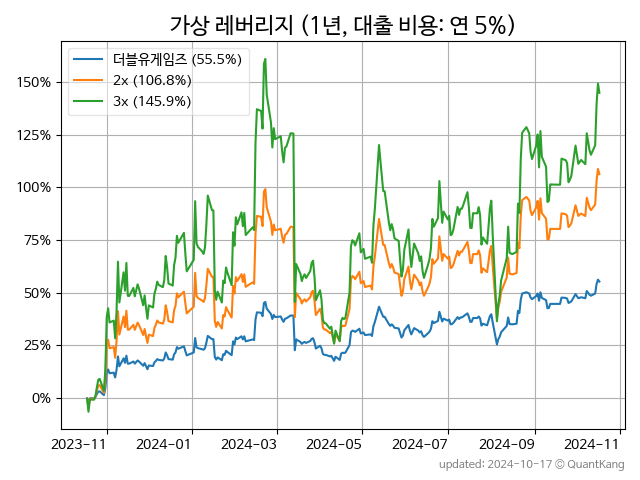 가상 레버리지 (1년, 대출 비용: 연 5%)
더블유게임즈 (55.5%)
2x (106.8%)
3x (145.9%)
150%
125%
100%
75%
50%
25%
0%
2023-11 2024-01 2024-03 2024-05 2024-07 2024-09 2024-11
updated: 2024-10-17 © QuantKang